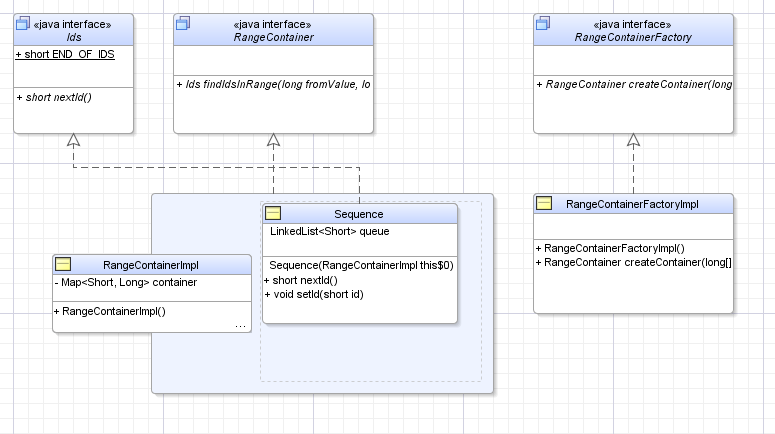 «java interface»
Ids
+ short END_OF_IDS
+ short nextId()
«java interface»
RangeContainer
+ Ids findIdsInRange(long fromValue, lo
«java interface»
RangeContainerFactory
+ RangeContainer createContainer(long
Sequence
LinkedList<Short> queue
Sequence(RangeContainerImpl this$0)
+ short nextId()
+ void setId(short id)
RangeContainerImpl
- Map<Short, Long> container
+ RangeContainerImpl()
...
RangeContainerFactoryImpl
+ RangeContainerFactoryImpl()
+ RangeContainer createContainer(long[]